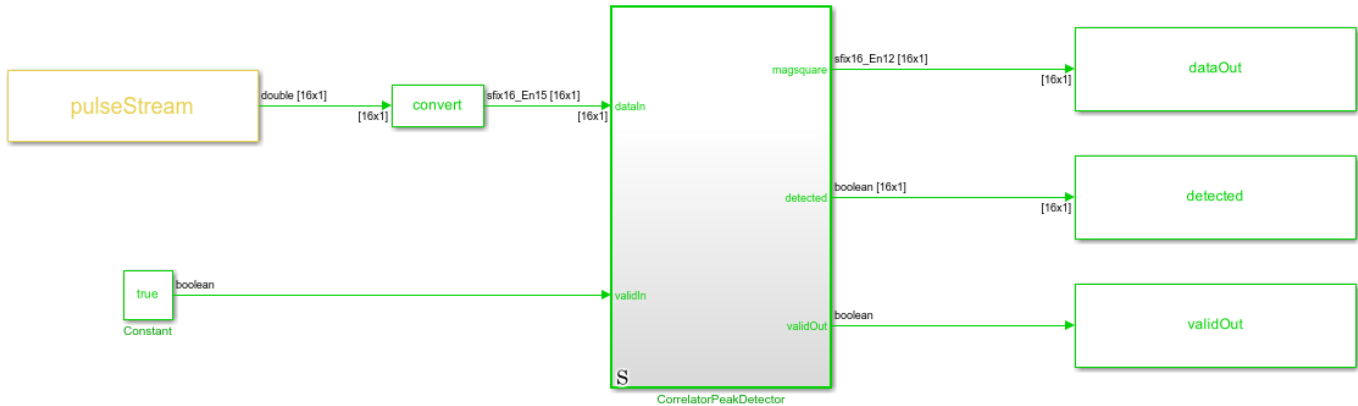 pulseStream
double [16x1]
[16x1]
convert
sfix16_En15 [16x1]
[16x1]
dataIn
magsquare
sfix16_En12 [16x1]
[16x1]
dataOut
detected
boolean [16x1]
[16x1]
detected
true
boolean
Constant
validIn
validOut
boolean
validOut
S
CorrelatorPeakDetector